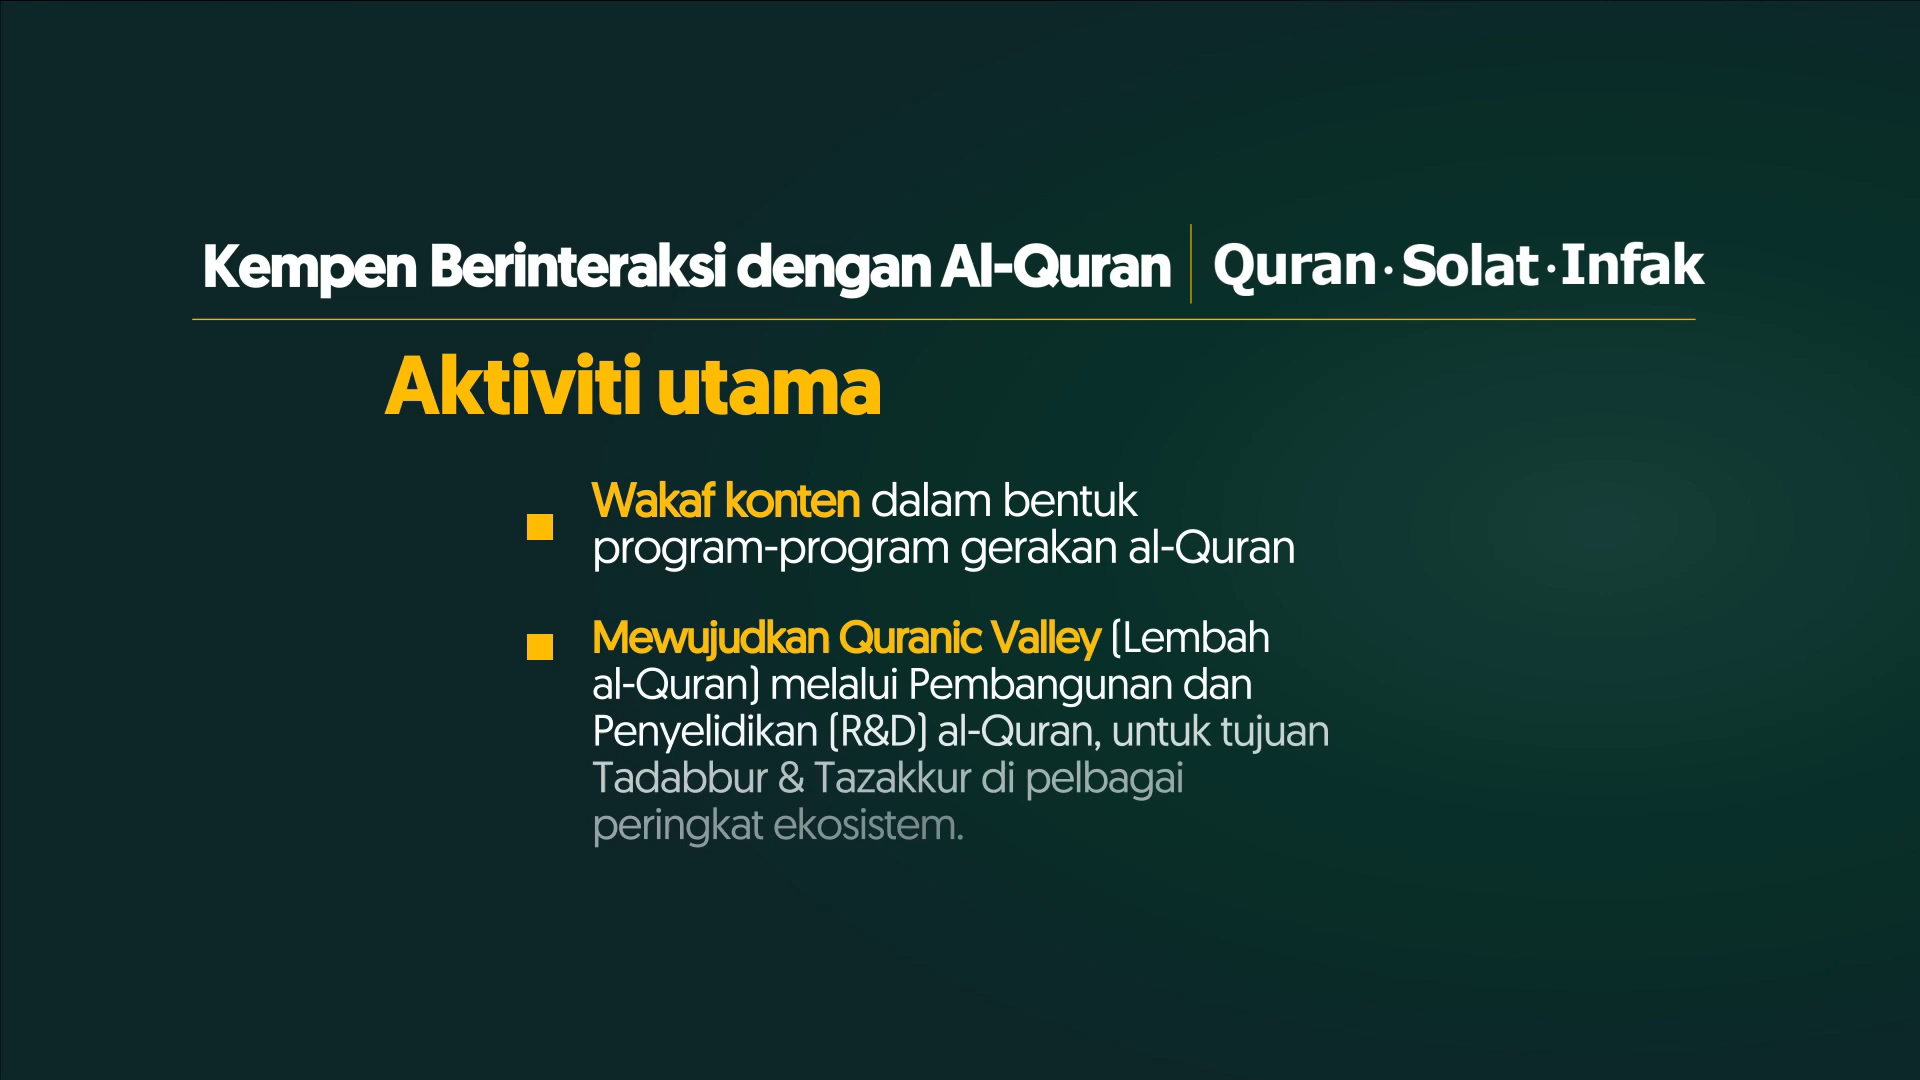 Kempen Berinteraksi dengan Al-Quran | Quran · Solat · Infak
Aktiviti utama
Wakaf konten dalam bentuk
program-program gerakan al-Quran
Mewujudkan Quranic Valley (Lembah
al-Quran) melalui Pembangunan dan
Penyelidikan (R&D) al-Quran, untuk tujuan
Tadabbur & Tazakkur di pelbagai
peringkat ekosistem.